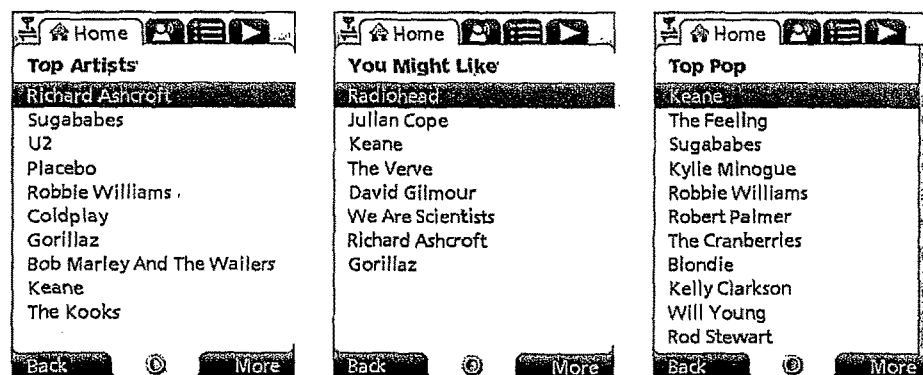 Home
Top Artists
Richard Ashcroft
Sugababes
U2
Placebo
Robbie Williams
Coldplay
Gorillaz
Bob Marley And The Wailers
Keane
The Kooks
Back
More
Home
You Might Like
Radiohead
Julian Cope
Keane
The Verve
David Gilmour
We Are Scientists
Richard Ashcroft
Gorillaz
Back
More
Home
Top Pop
Keane
The Feeling
Sugababes
Kylie Minogue
Robbie Williams
Robert Palmer
The Cranberries
Blondie
Kelly Clarkson
Will Young
Rod Stewart
Back
More